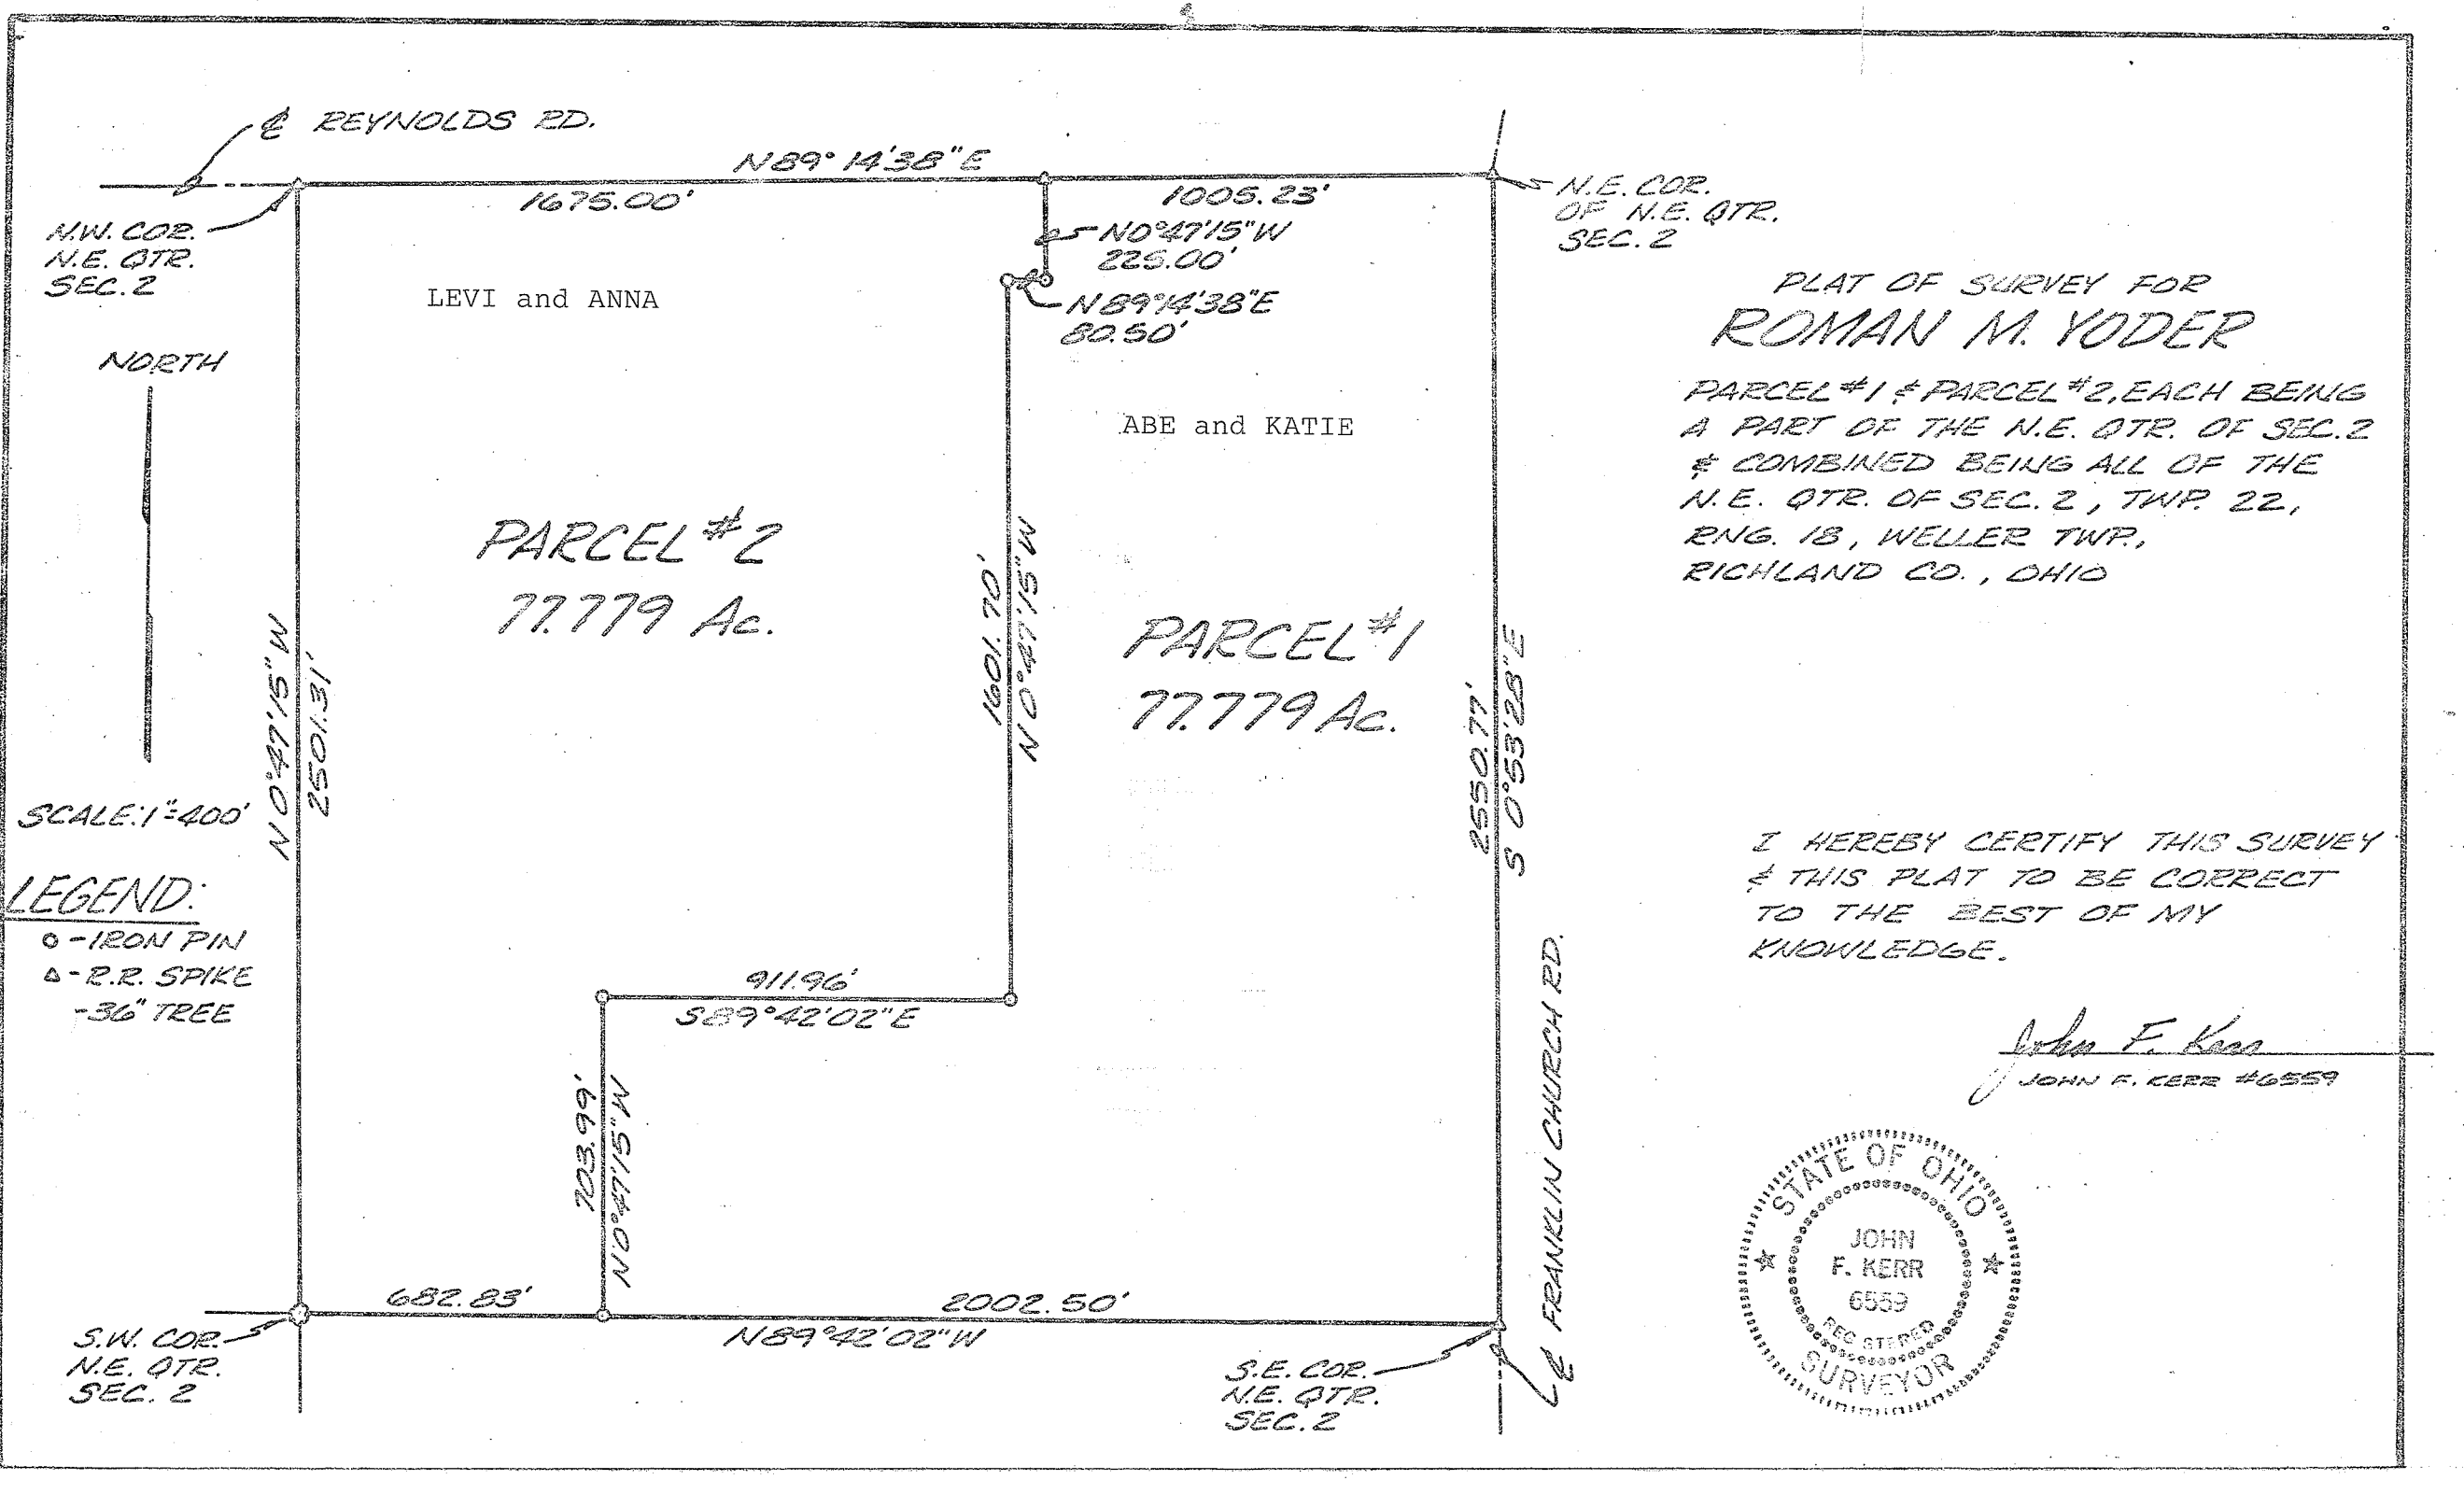 ℄ REYNOLDS RD.
N89°14'38"E
1675.00'
1005.23'
N.W. COR.
N.E. QTR.
SEC. 2
N.E. COR.
OF N.E. QTR.
SEC. 2
N0°47'15"W
225.00'
N89°14'38"E
80.50'
LEVI and ANNA
ABE and KATIE
NORTH
PLAT OF SURVEY FOR
ROMAN M. YODER
PARCEL #1 & PARCEL #2, EACH BEING
A PART OF THE N.E. QTR. OF SEC. 2
& COMBINED BEING ALL OF THE
N.E. QTR. OF SEC. 2, TWP. 22,
RNG. 18, WELLER TWP.,
RICHLAND CO., OHIO
PARCEL #2
77.779 Ac.
PARCEL #1
77.779 Ac.
N 0°47'15" W
2501.31'
1601.70'
N 0°47'15" W
2550.77'
S 0°53'28" E
SCALE: 1"=400'
LEGEND:
o - IRON PIN
△ - R.R. SPIKE
- 36" TREE
I HEREBY CERTIFY THIS SURVEY
& THIS PLAT TO BE CORRECT
TO THE BEST OF MY
KNOWLEDGE.
John F. Kerr
JOHN F. KERR #6559
911.96'
S89°42'02"E
703.99'
N0°47'15"W
℄ FRANKLIN CHURCH RD.
682.83'
2002.50'
N89°42'02"W
S.W. COR.
N.E. QTR.
SEC. 2
S.E. COR.
N.E. QTR.
SEC. 2
STATE OF OHIO
JOHN
F. KERR
6559
REG STERED
SURVEYOR